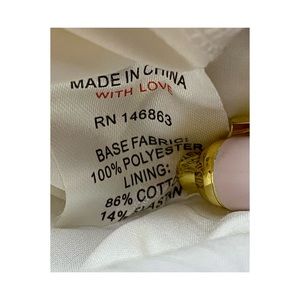 MADE IN CHINA
WITH LOVE
RN 146863
BASE FABRIC:
100% POLYESTER
LINING:
86% COTT
14%